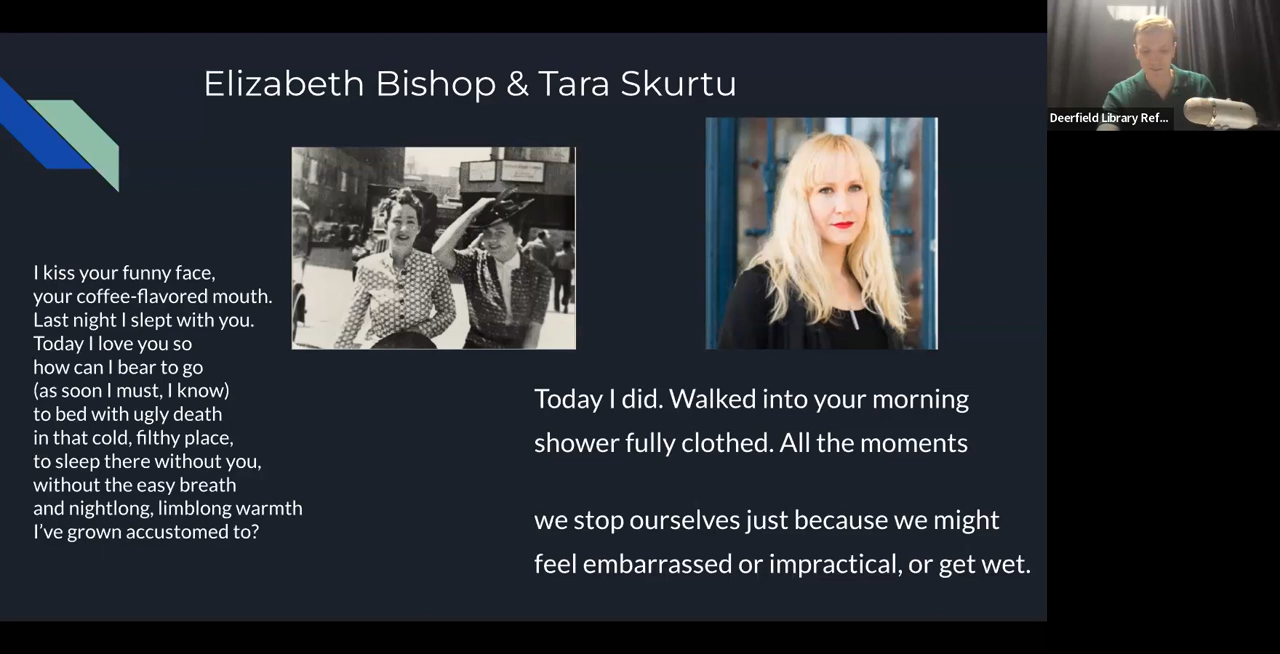 Elizabeth Bishop & Tara Skurtu
Deerfield Library Ref...
I kiss your funny face,
your coffee-flavored mouth.
Last night I slept with you.
Today I love you so
how can I bear to go
(as soon I must, I know)
to bed with ugly death
in that cold, filthy place,
to sleep there without you,
without the easy breath
and nightlong, limblong warmth
I’ve grown accustomed to?
Today I did. Walked into your morning
shower fully clothed. All the moments
we stop ourselves just because we might
feel embarrassed or impractical, or get wet.